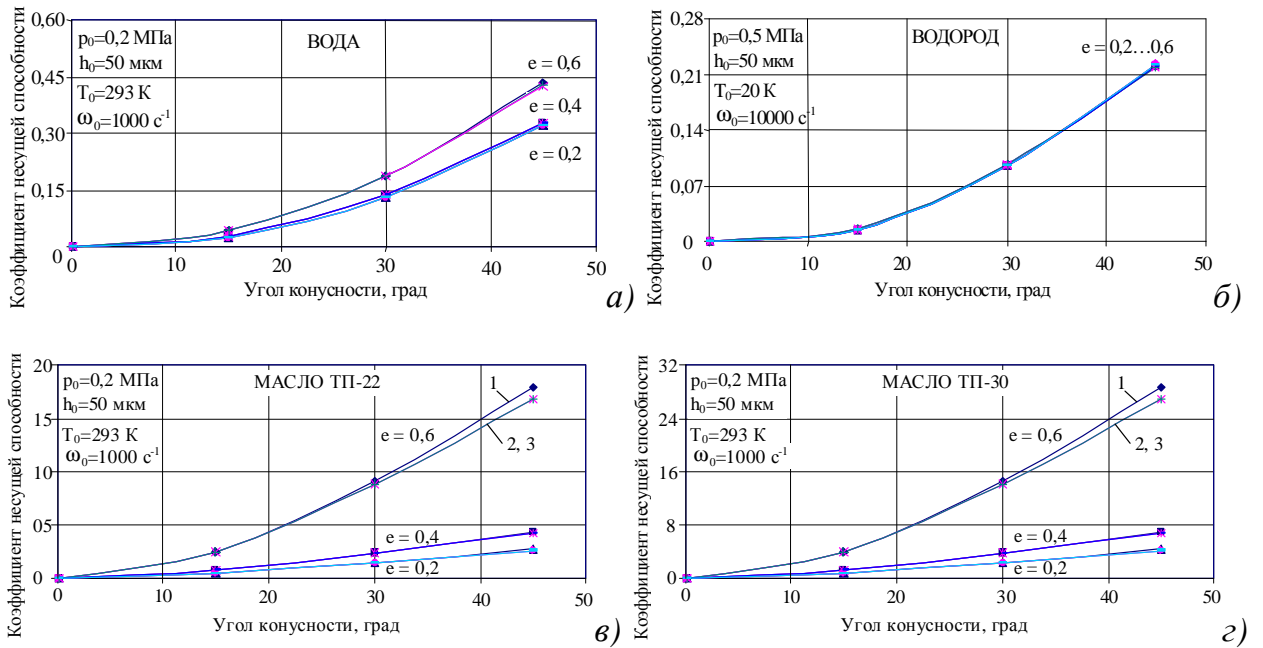 Коэффициент несущей способности
0,60
0,45
0,30
0,15
0
p₀=0,2 МПа
h₀=50 мкм
T₀=293 К
ω₀=1000 с⁻¹
ВОДА
e = 0,6
e = 0,4
e = 0,2
0 10 20 30 40 50
Угол конусности, град
а)
Коэффициент несущей способности
0,28
0,21
0,14
0,07
0
p₀=0,5 МПа
h₀=50 мкм
T₀=20 К
ω₀=10000 с⁻¹
ВОДОРОД
e = 0,2…0,6
0 10 20 30 40 50
Угол конусности, град
б)
Коэффициент несущей способности
20
15
10
05
0
p₀=0,2 МПа
h₀=50 мкм
T₀=293 К
ω₀=1000 с⁻¹
МАСЛО ТП-22
1
e = 0,6
2, 3
e = 0,4
e = 0,2
0 10 20 30 40 50
Угол конусности, град
в)
Коэффициент несущей способности
32
24
16
8
0
p₀=0,2 МПа
h₀=50 мкм
T₀=293 К
ω₀=1000 с⁻¹
МАСЛО ТП-30
1
e = 0,6
2, 3
e = 0,4
e = 0,2
0 10 20 30 40 50
Угол конусности, град
г)